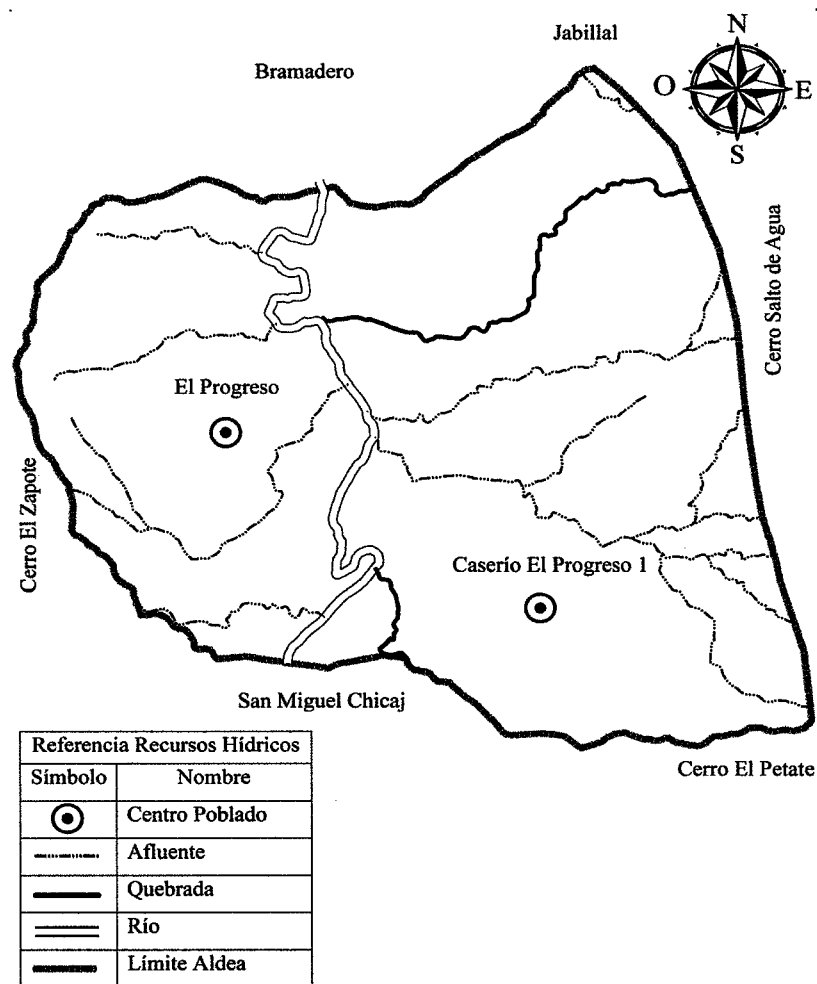 Jabillal
N
Bramadero
O
E
S
Cerro Salto de Agua
El Progreso
Cerro El Zapote
Caserío El Progreso 1
San Miguel Chicaj
Cerro El Petate
Referencia Recursos Hídricos
Símbolo Nombre
Centro Poblado
Afluente
Quebrada
Río
Límite Aldea